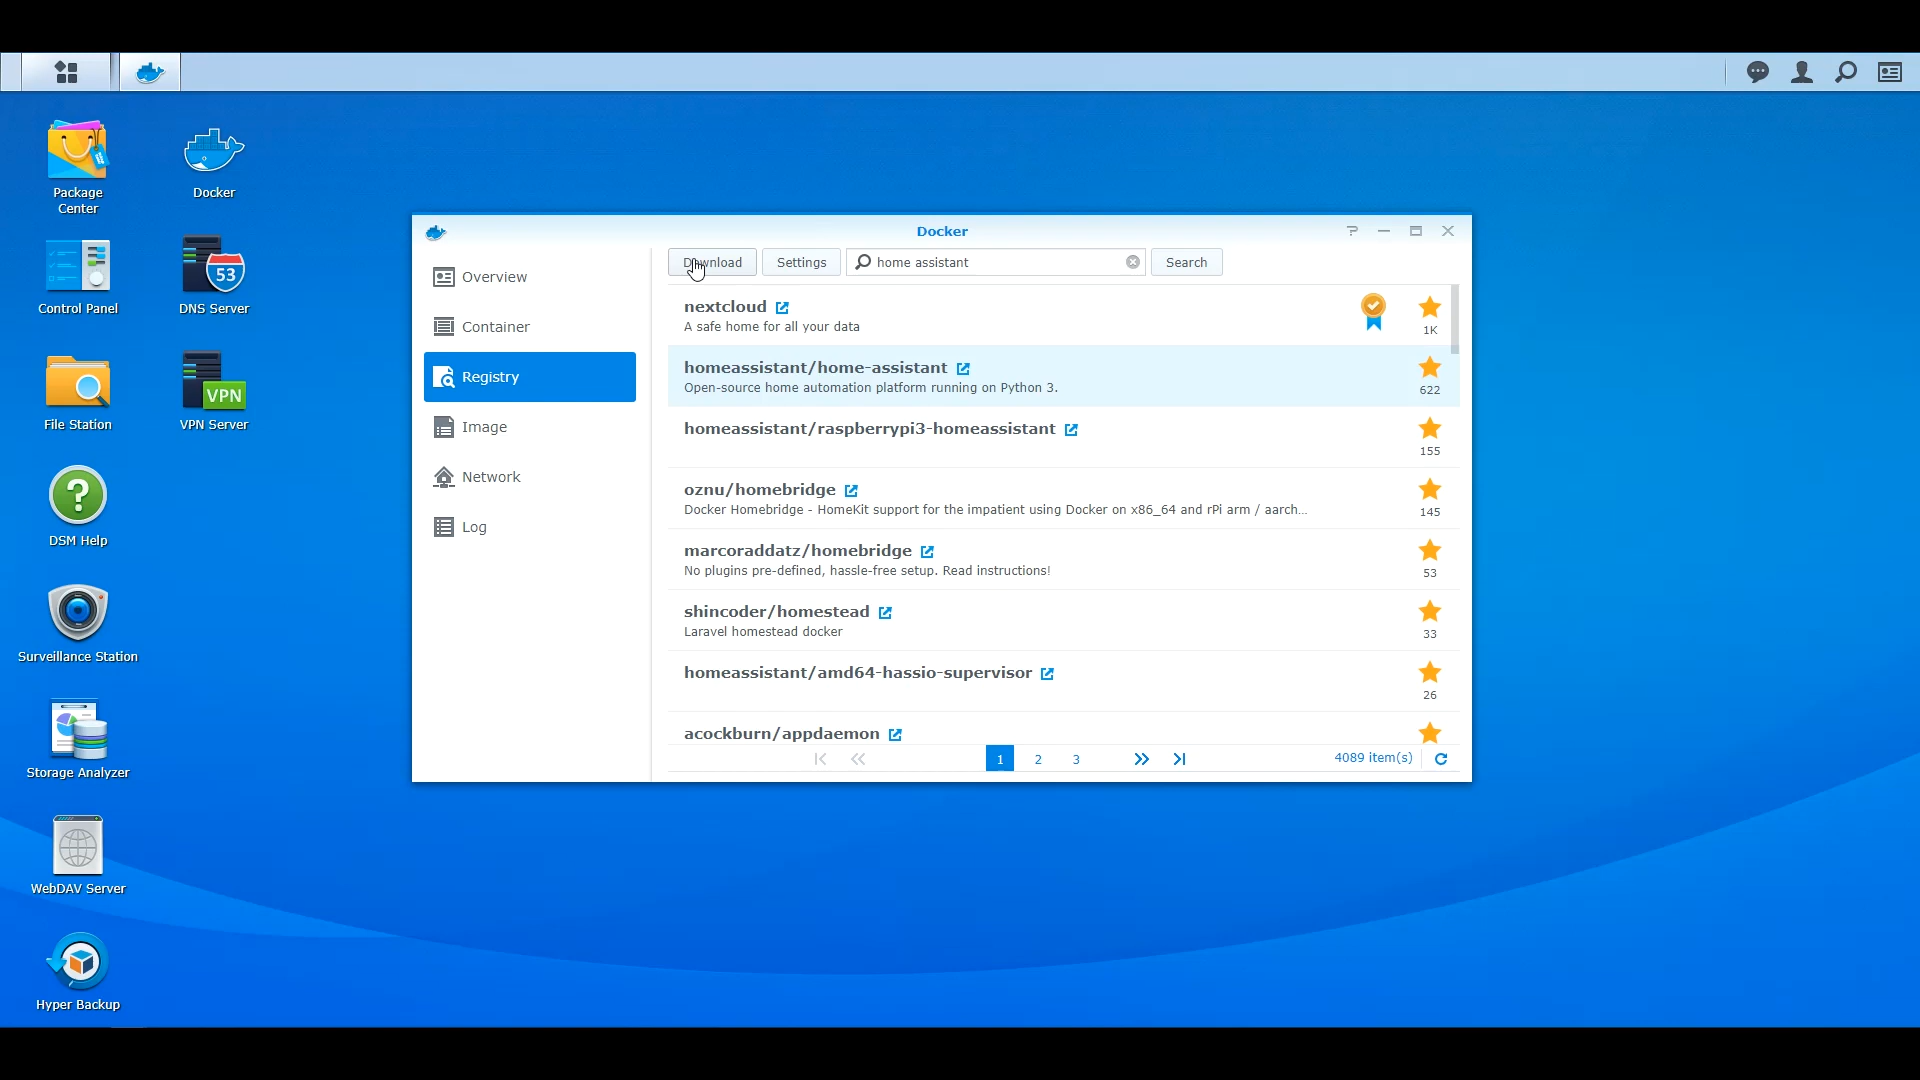 Package
Center
Docker
Control Panel
53
DNS Server
File Station
VPN
VPN Server
?
DSM Help
Surveillance Station
Storage Analyzer
WebDAV Server
Hyper Backup
Docker
Overview
Container
Registry
Image
Network
Log
Download
Settings
home assistant
Search
nextcloud
A safe home for all your data
1K
homeassistant/home-assistant
Open-source home automation platform running on Python 3.
622
homeassistant/raspberrypi3-homeassistant
155
oznu/homebridge
Docker Homebridge - HomeKit support for the impatient using Docker on x86_64 and rPi arm / aarch...
145
marcoraddatz/homebridge
No plugins pre-defined, hassle-free setup. Read instructions!
53
shincoder/homestead
Laravel homestead docker
33
homeassistant/amd64-hassio-supervisor
26
acockburn/appdaemon
1 2 3
4089 item(s)